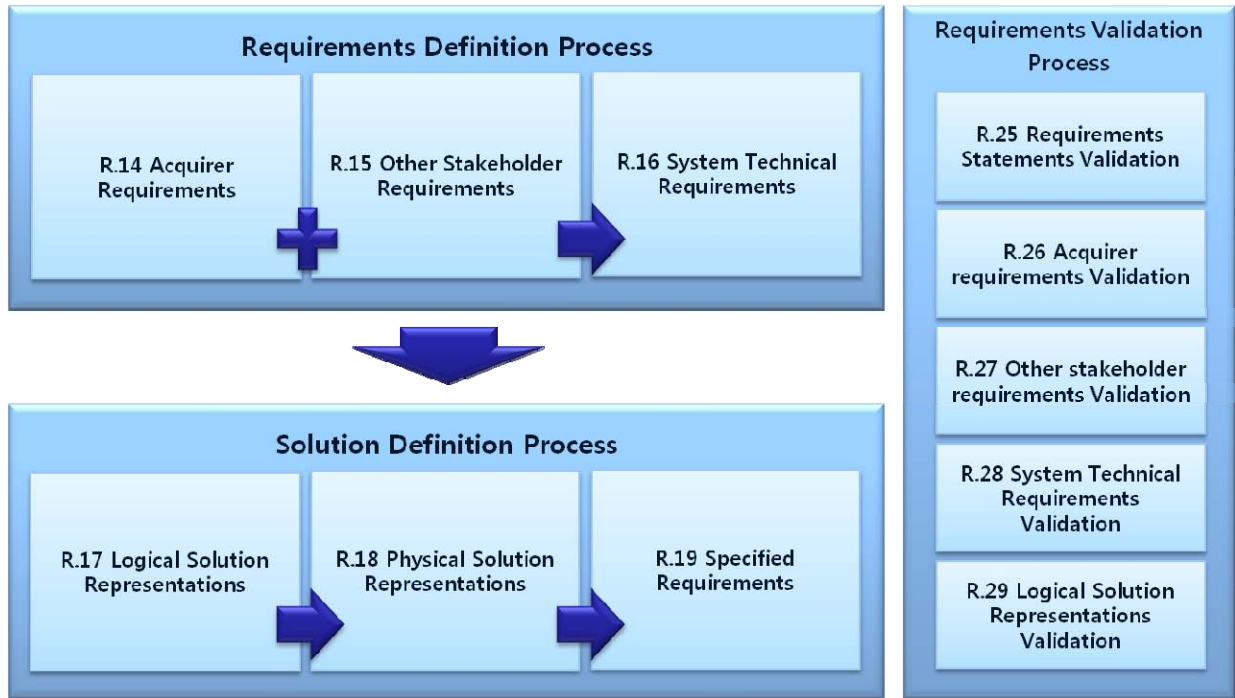 Requirements Definition Process
R.14 Acquirer
Requirements
R.15 Other Stakeholder
Requirements
R.16 System Technical
Requirements
Solution Definition Process
R.17 Logical Solution
Representations
R.18 Physical Solution
Representations
R.19 Specified
Requirements
Requirements Validation
Process
R.25 Requirements
Statements Validation
R.26 Acquirer
requirements Validation
R.27 Other stakeholder
requirements Validation
R.28 System Technical
Requirements
Validation
R.29 Logical Solution
Representations
Validation